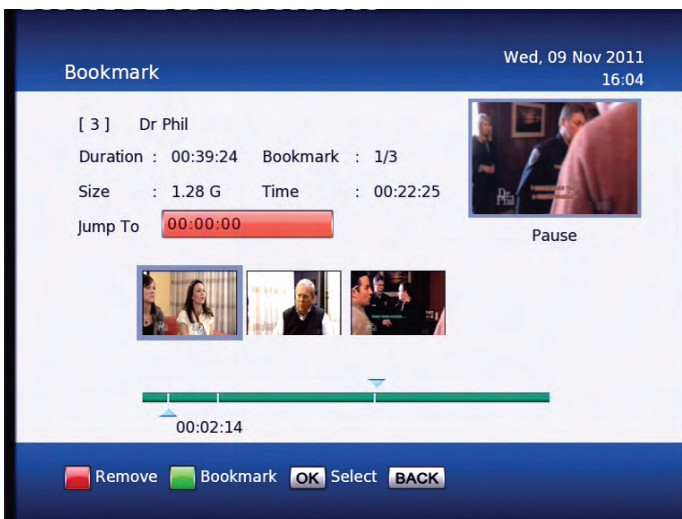 Bookmark
Wed, 09 Nov 2011
16:04
[ 3 ] Dr Phil
Duration : 00:39:24 Bookmark : 1/3
Size : 1.28 G Time : 00:22:25
Jump To 00:00:00
Dr.
Phil
Pause
00:02:14
Remove Bookmark OK Select BACK